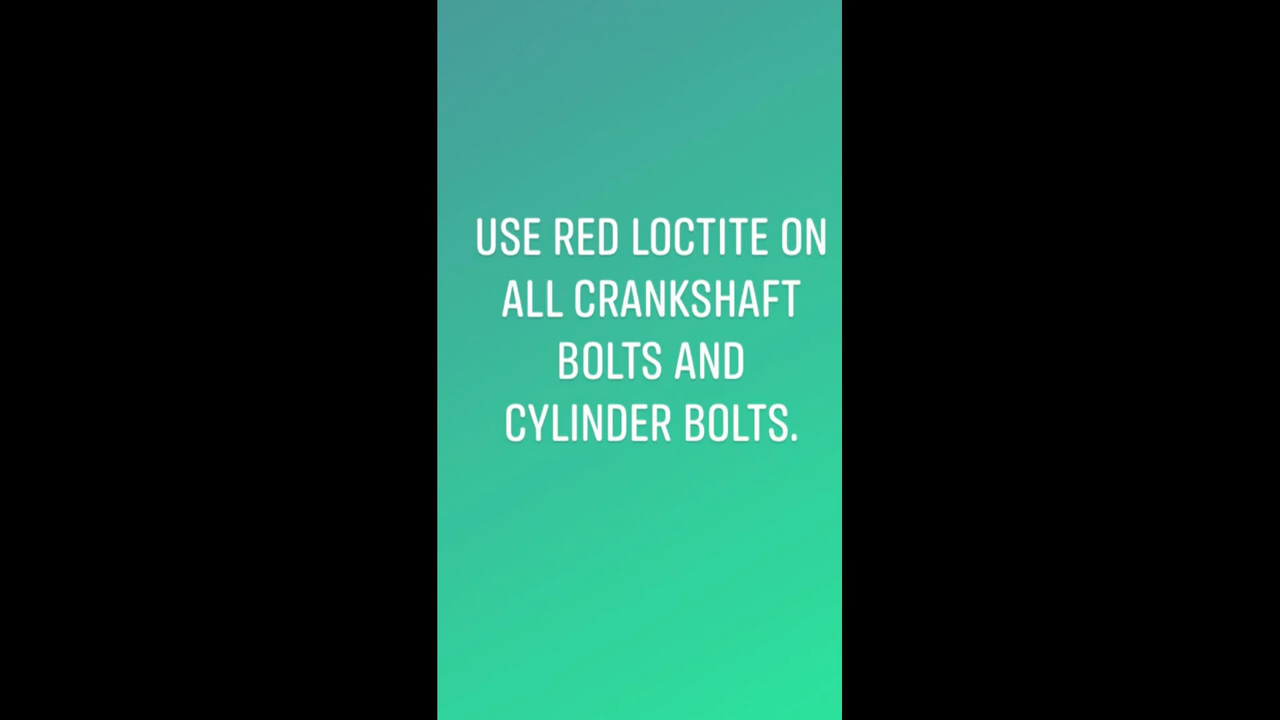 USE RED LOCTITE ON
ALL CRANKSHAFT
BOLTS AND
CYLINDER BOLTS.